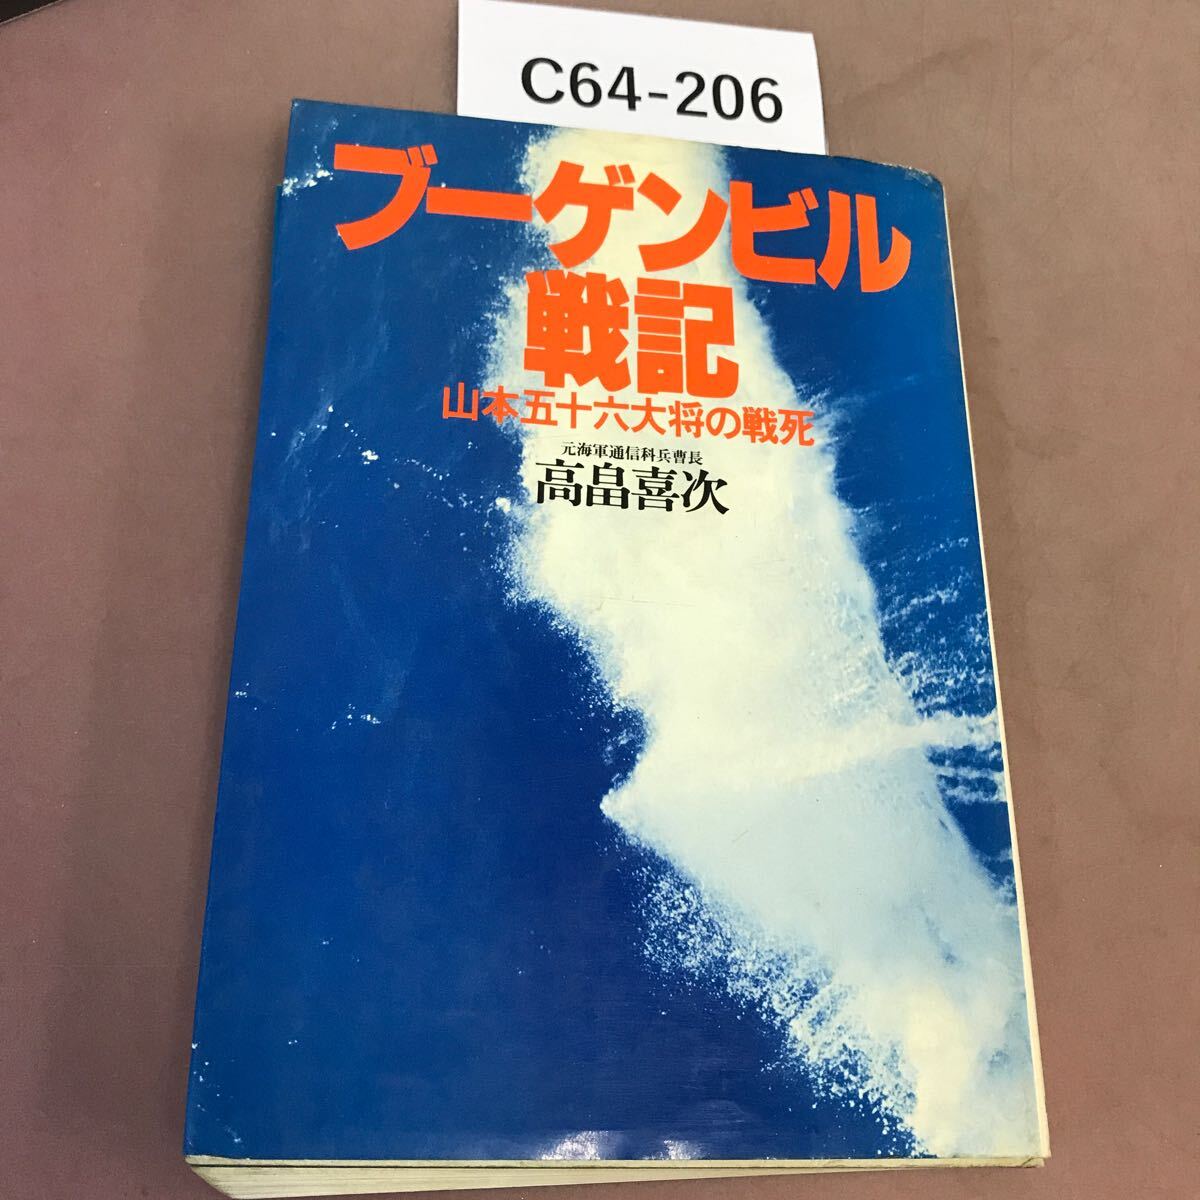 C64-206
ブーゲンビル
戦記
山本五十六大将の戦死
元海軍通信科兵曹長
高畠喜次